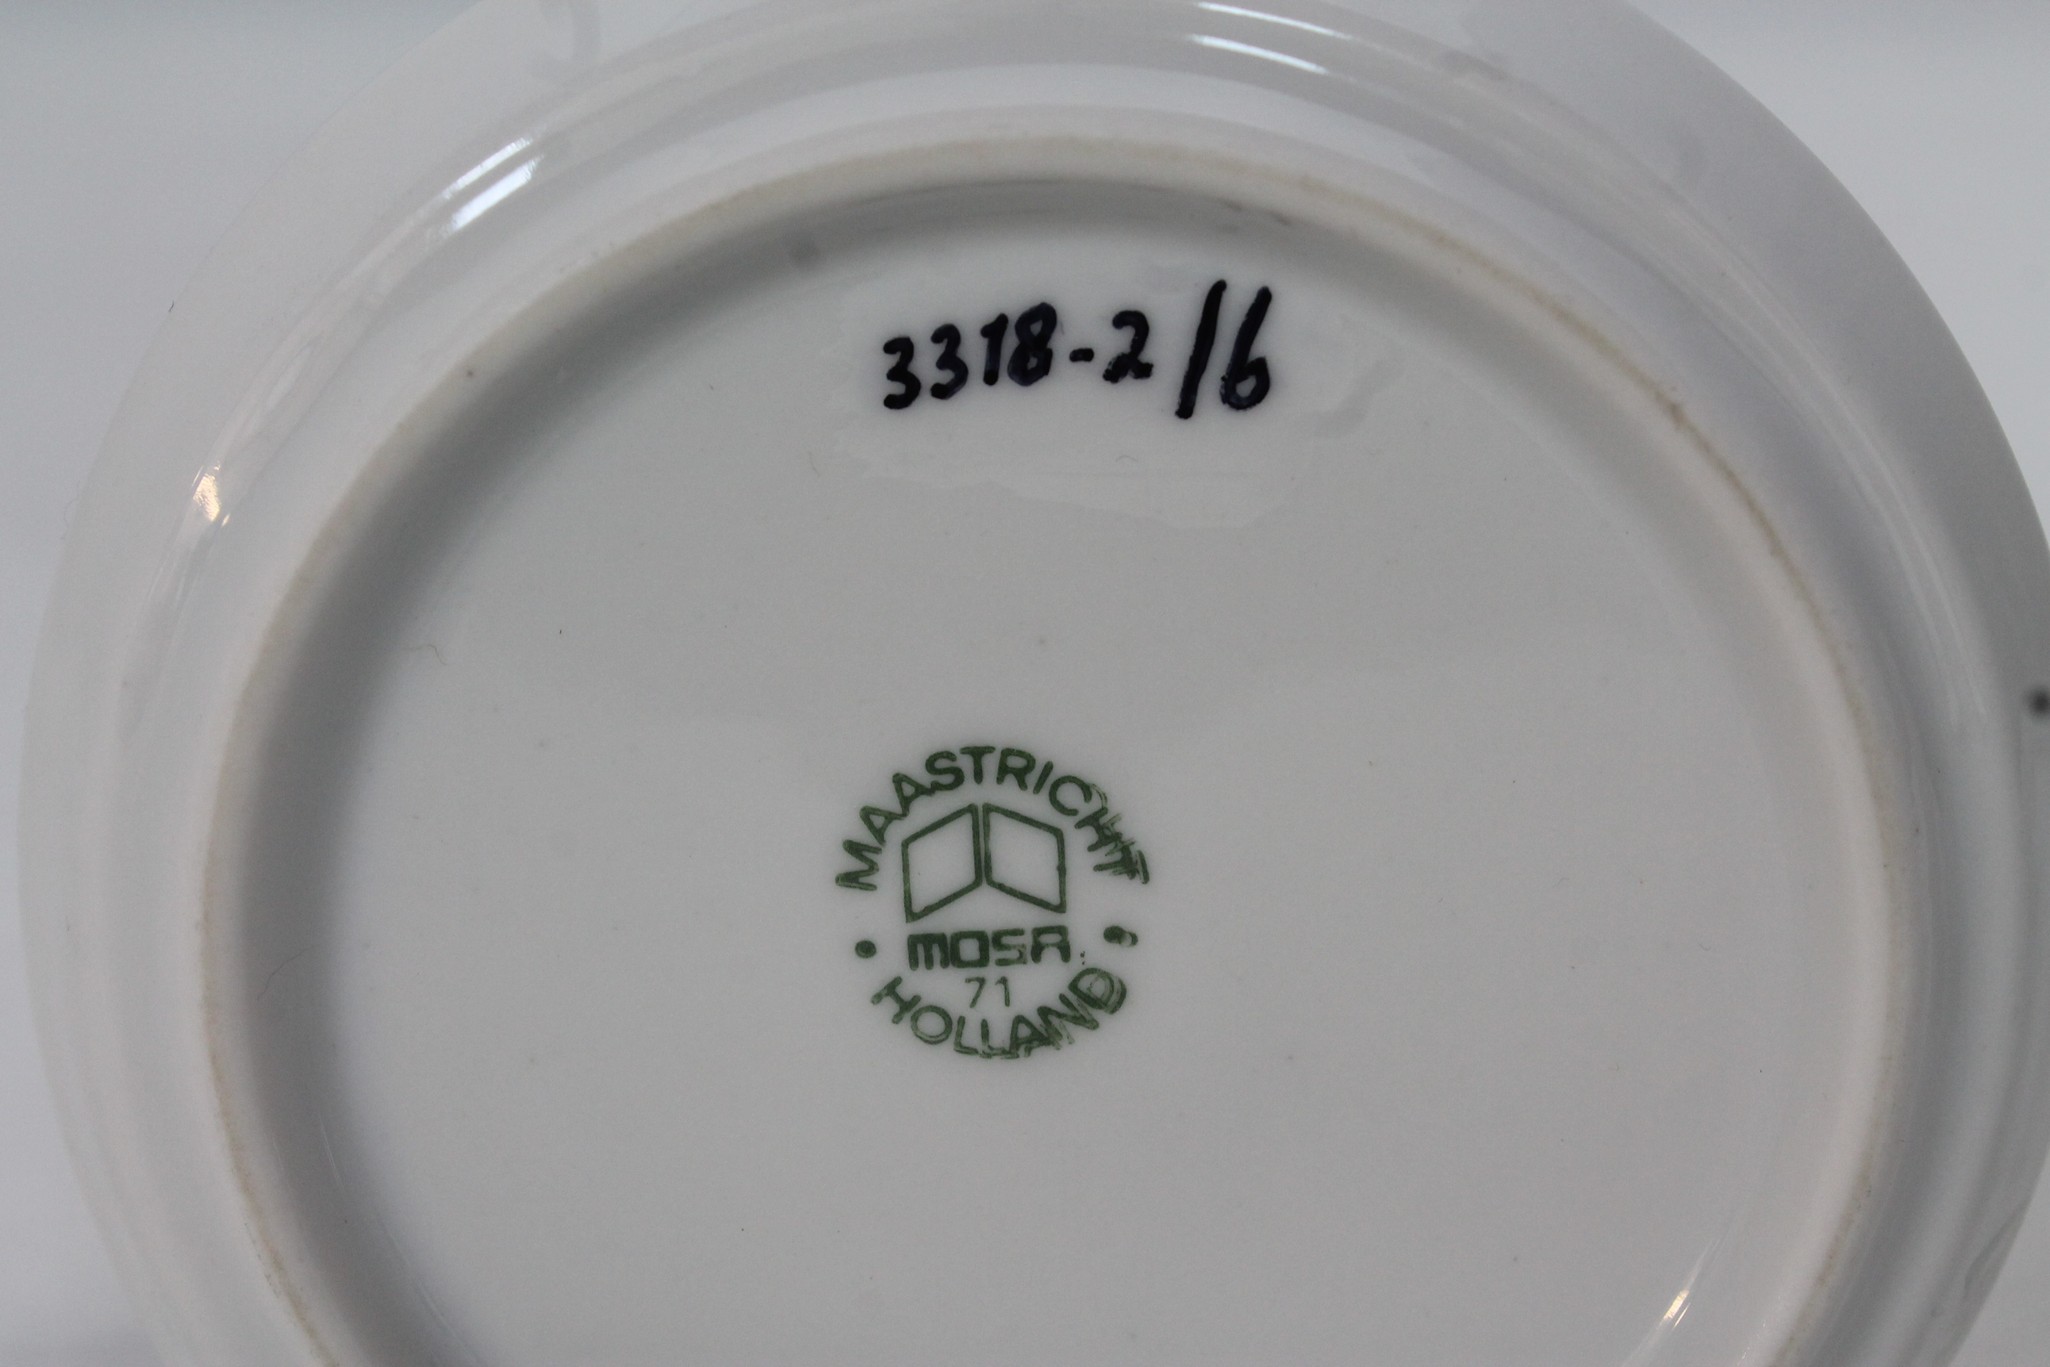 3318-2/6
MAASTRICHT
MOSA
71
HOLLAND